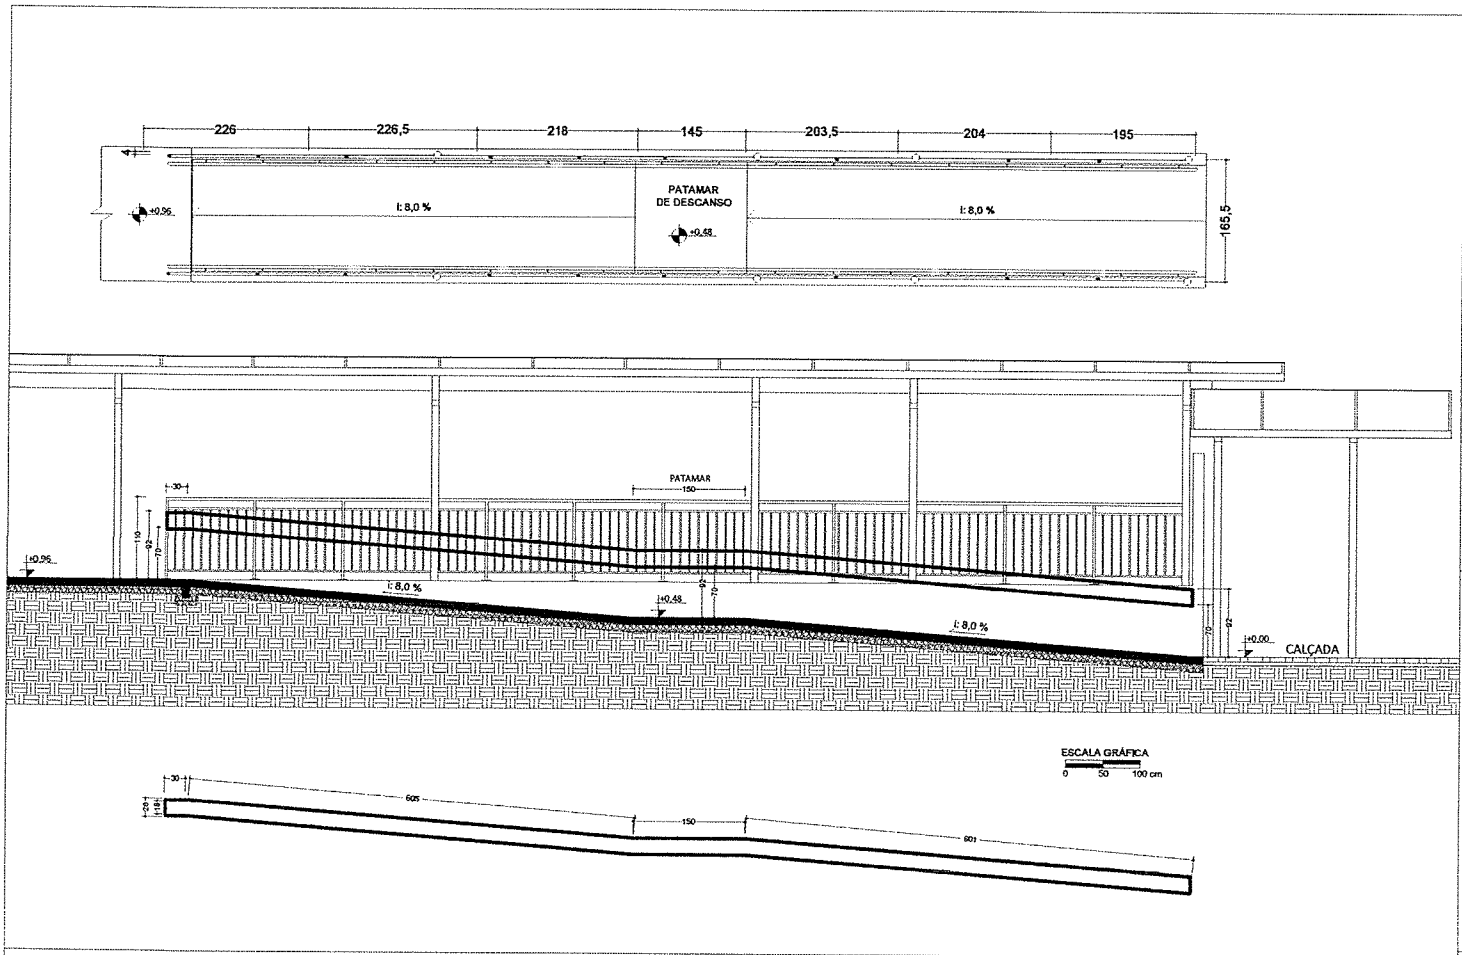 226 226,5 218 145 203,5 204 195
4
+0,96
i: 8,0 %
PATAMAR
DE DESCANSO
+0,48
i: 8,0 %
165,5
PATAMAR
150
30
110
92
70
+0,96
i: 8,0 %
92
70
+0,48
i: 8,0 %
70
92
+0,00
CALÇADA
ESCALA GRÁFICA
0 50 100 cm
30
605
150
601